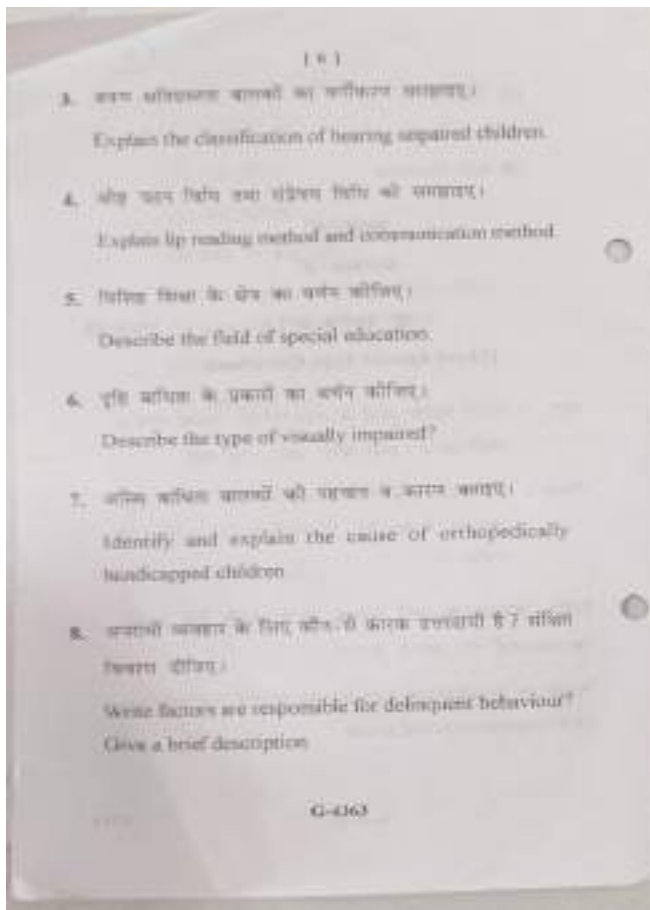 [ 6 ]
3. श्रवण क्षतिग्रस्तता बालकों का वर्गीकरण समझाइए।
Explain the classification of hearing impaired children.
4. ओष्ठ पठन विधि तथा संप्रेषण विधि को समझाइए।
Explain lip reading method and communication method.
5. विशिष्ट शिक्षा के क्षेत्र का वर्णन कीजिए।
Describe the field of special education.
6. दृष्टि बाधिता के प्रकारों का वर्णन कीजिए।
Describe the type of visually impaired?
7. अस्थि बाधित बालकों की पहचान व कारण बताइए।
Identify and explain the cause of orthopedically
handicapped children
8. अपराधी व्यवहार के लिए कौन-से कारक उत्तरदायी है ? संक्षिप्त
विवरण दीजिए।
Write factors are responsible for delinquent behaviour?
Give a brief description
G-4363